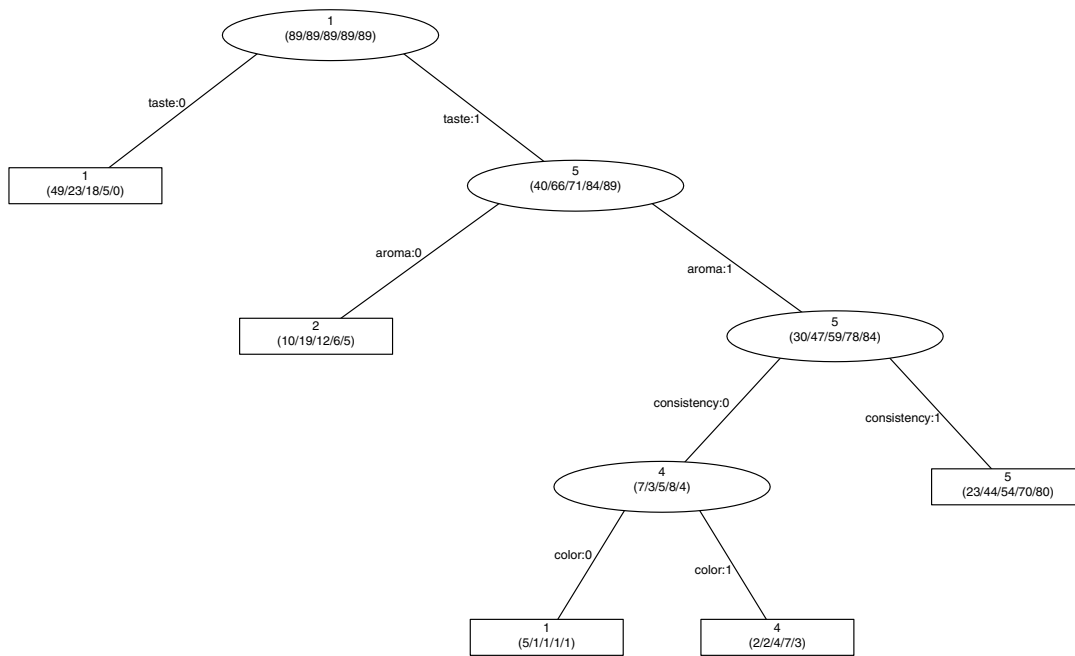 1
(89/89/89/89/89)
taste:0
taste:1
1
(49/23/18/5/0)
5
(40/66/71/84/89)
aroma:0
aroma:1
2
(10/19/12/6/5)
5
(30/47/59/78/84)
consistency:0
consistency:1
4
(7/3/5/8/4)
5
(23/44/54/70/80)
color:0
color:1
1
(5/1/1/1/1)
4
(2/2/4/7/3)